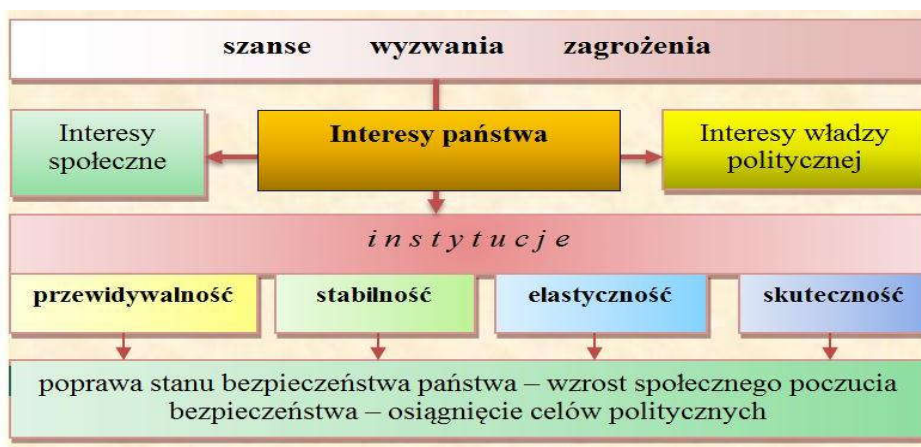 szanse wyzwania zagrożenia
Interesy
społeczne
Interesy państwa
Interesy władzy
politycznej
instytucje
przewidywalność
stabilność
elastyczność
skuteczność
poprawa stanu bezpieczeństwa państwa – wzrost społecznego poczucia
bezpieczeństwa – osiągnięcie celów politycznych